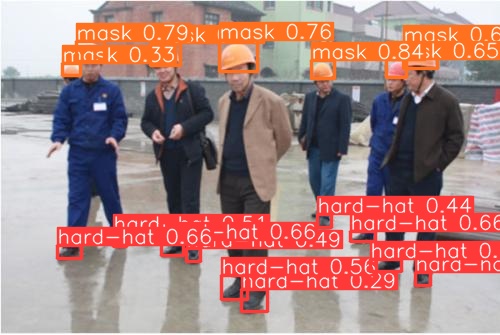 mask 0.79
mask 0.76
mask 0.6
mask 0.33
mask 0.84
0.65
hard-hat 0.44
hard-hat 0.51
hard-hat 0.66
hard-hat 0.66
-hat 0.66
0.49
hard-hat 0.
hard-hat 0.56
hard-hat 0.29